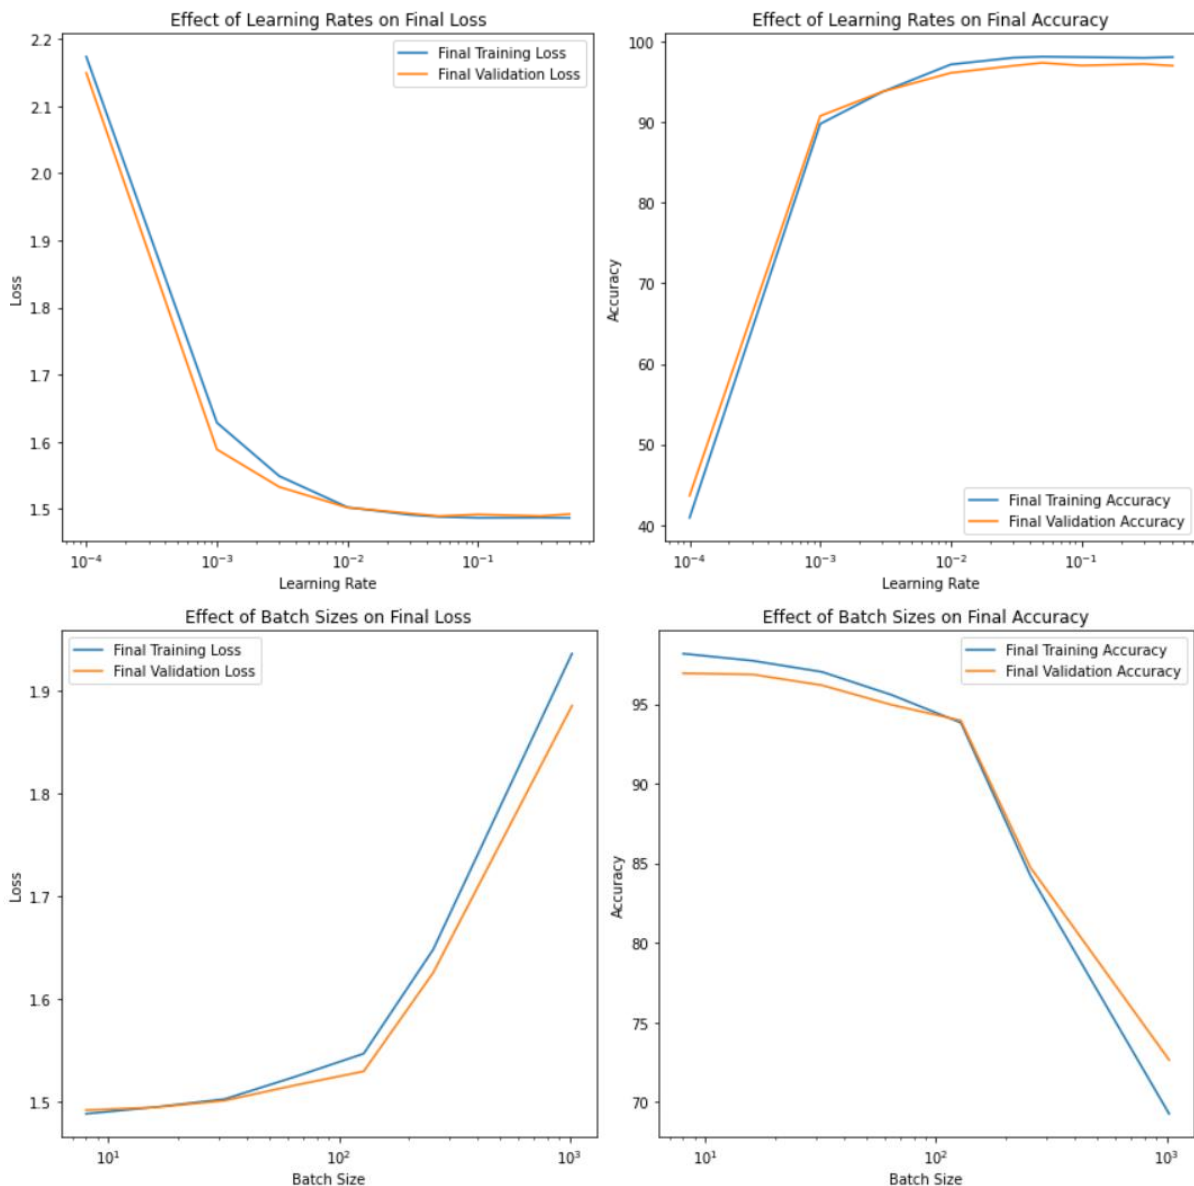 Effect of Learning Rates on Final Loss
2.2
2.1
2.0
1.9
1.8
1.7
1.6
1.5
Loss
Final Training Loss
Final Validation Loss
10⁻⁴ 10⁻³ 10⁻² 10⁻¹
Learning Rate
Effect of Learning Rates on Final Accuracy
100
90
80
70
60
50
40
Accuracy
Final Training Accuracy
Final Validation Accuracy
10⁻⁴ 10⁻³ 10⁻² 10⁻¹
Learning Rate
Effect of Batch Sizes on Final Loss
Final Training Loss
Final Validation Loss
1.9
1.8
1.7
1.6
1.5
Loss
10¹ 10² 10³
Batch Size
Effect of Batch Sizes on Final Accuracy
Final Training Accuracy
Final Validation Accuracy
95
90
85
80
75
70
Accuracy
10¹ 10² 10³
Batch Size